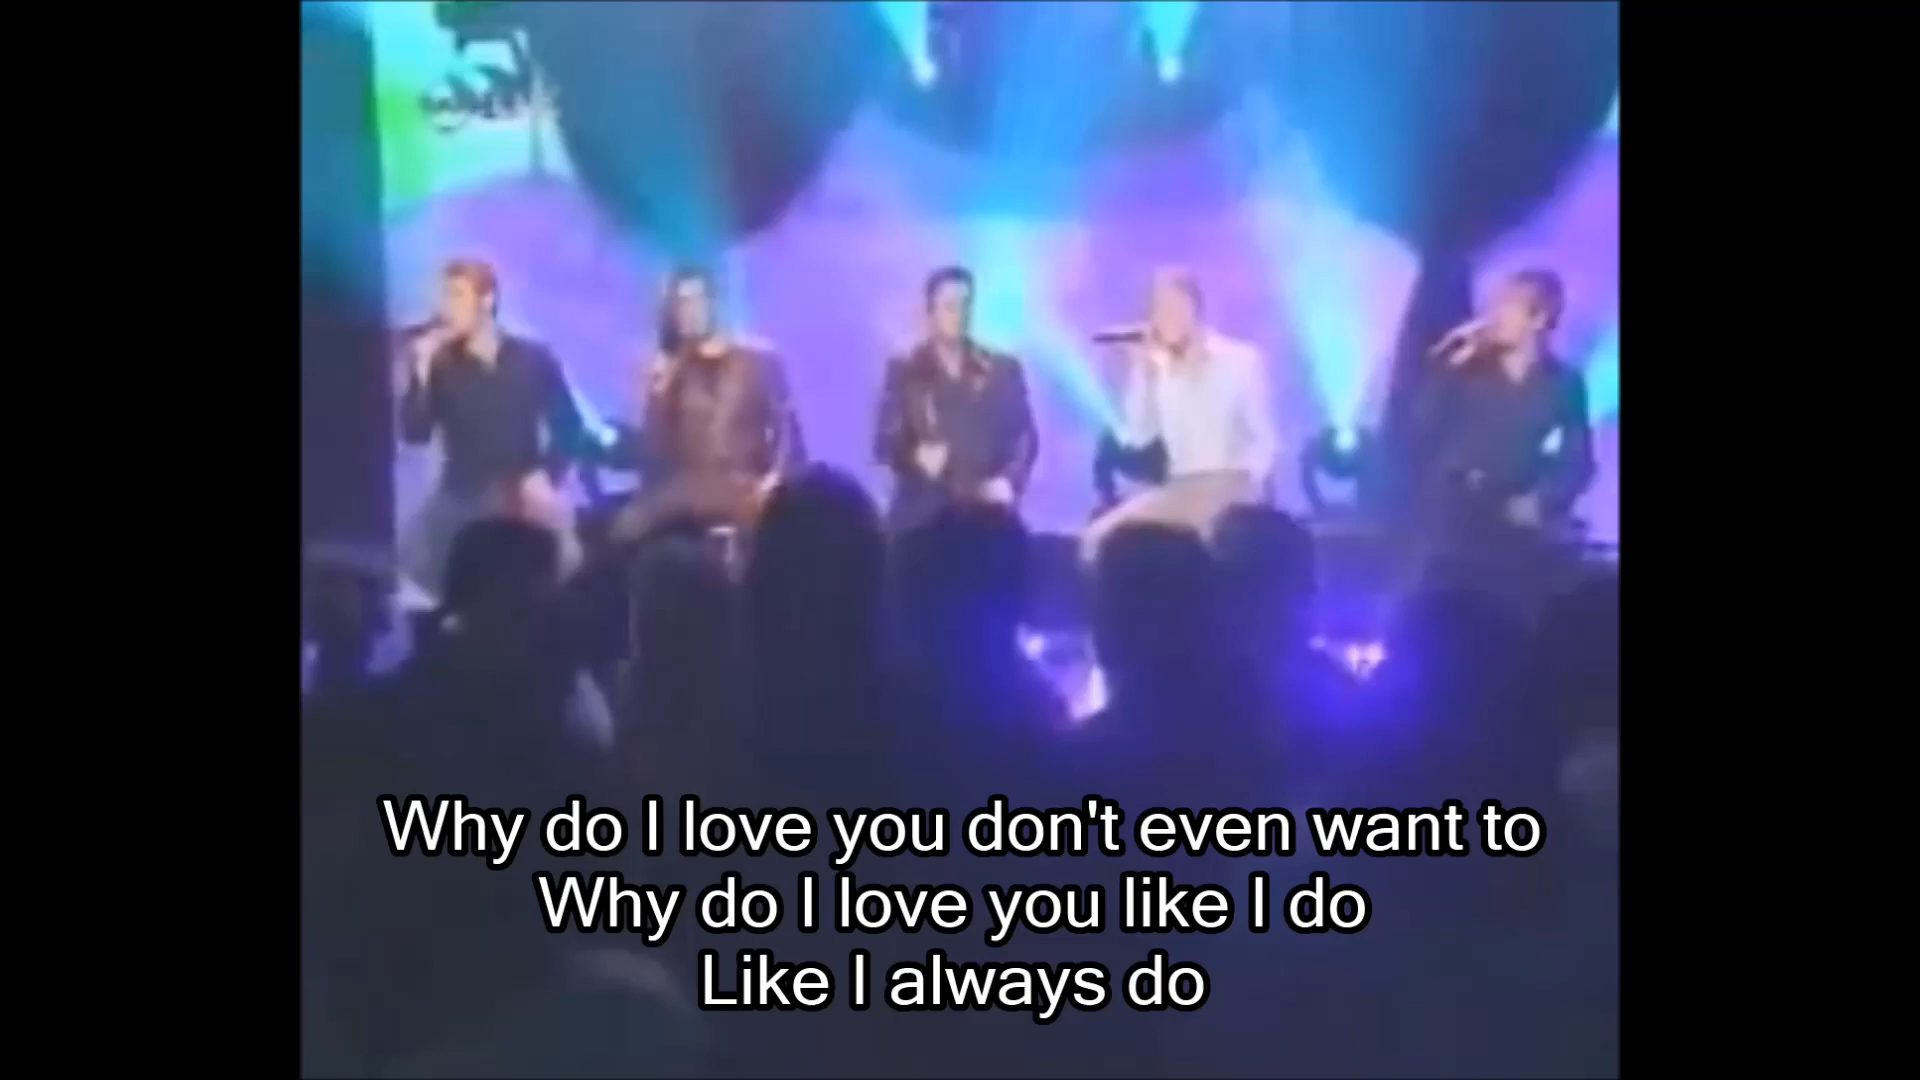 Why do I love you don't even want to
Why do I love you like I do
Like I always do